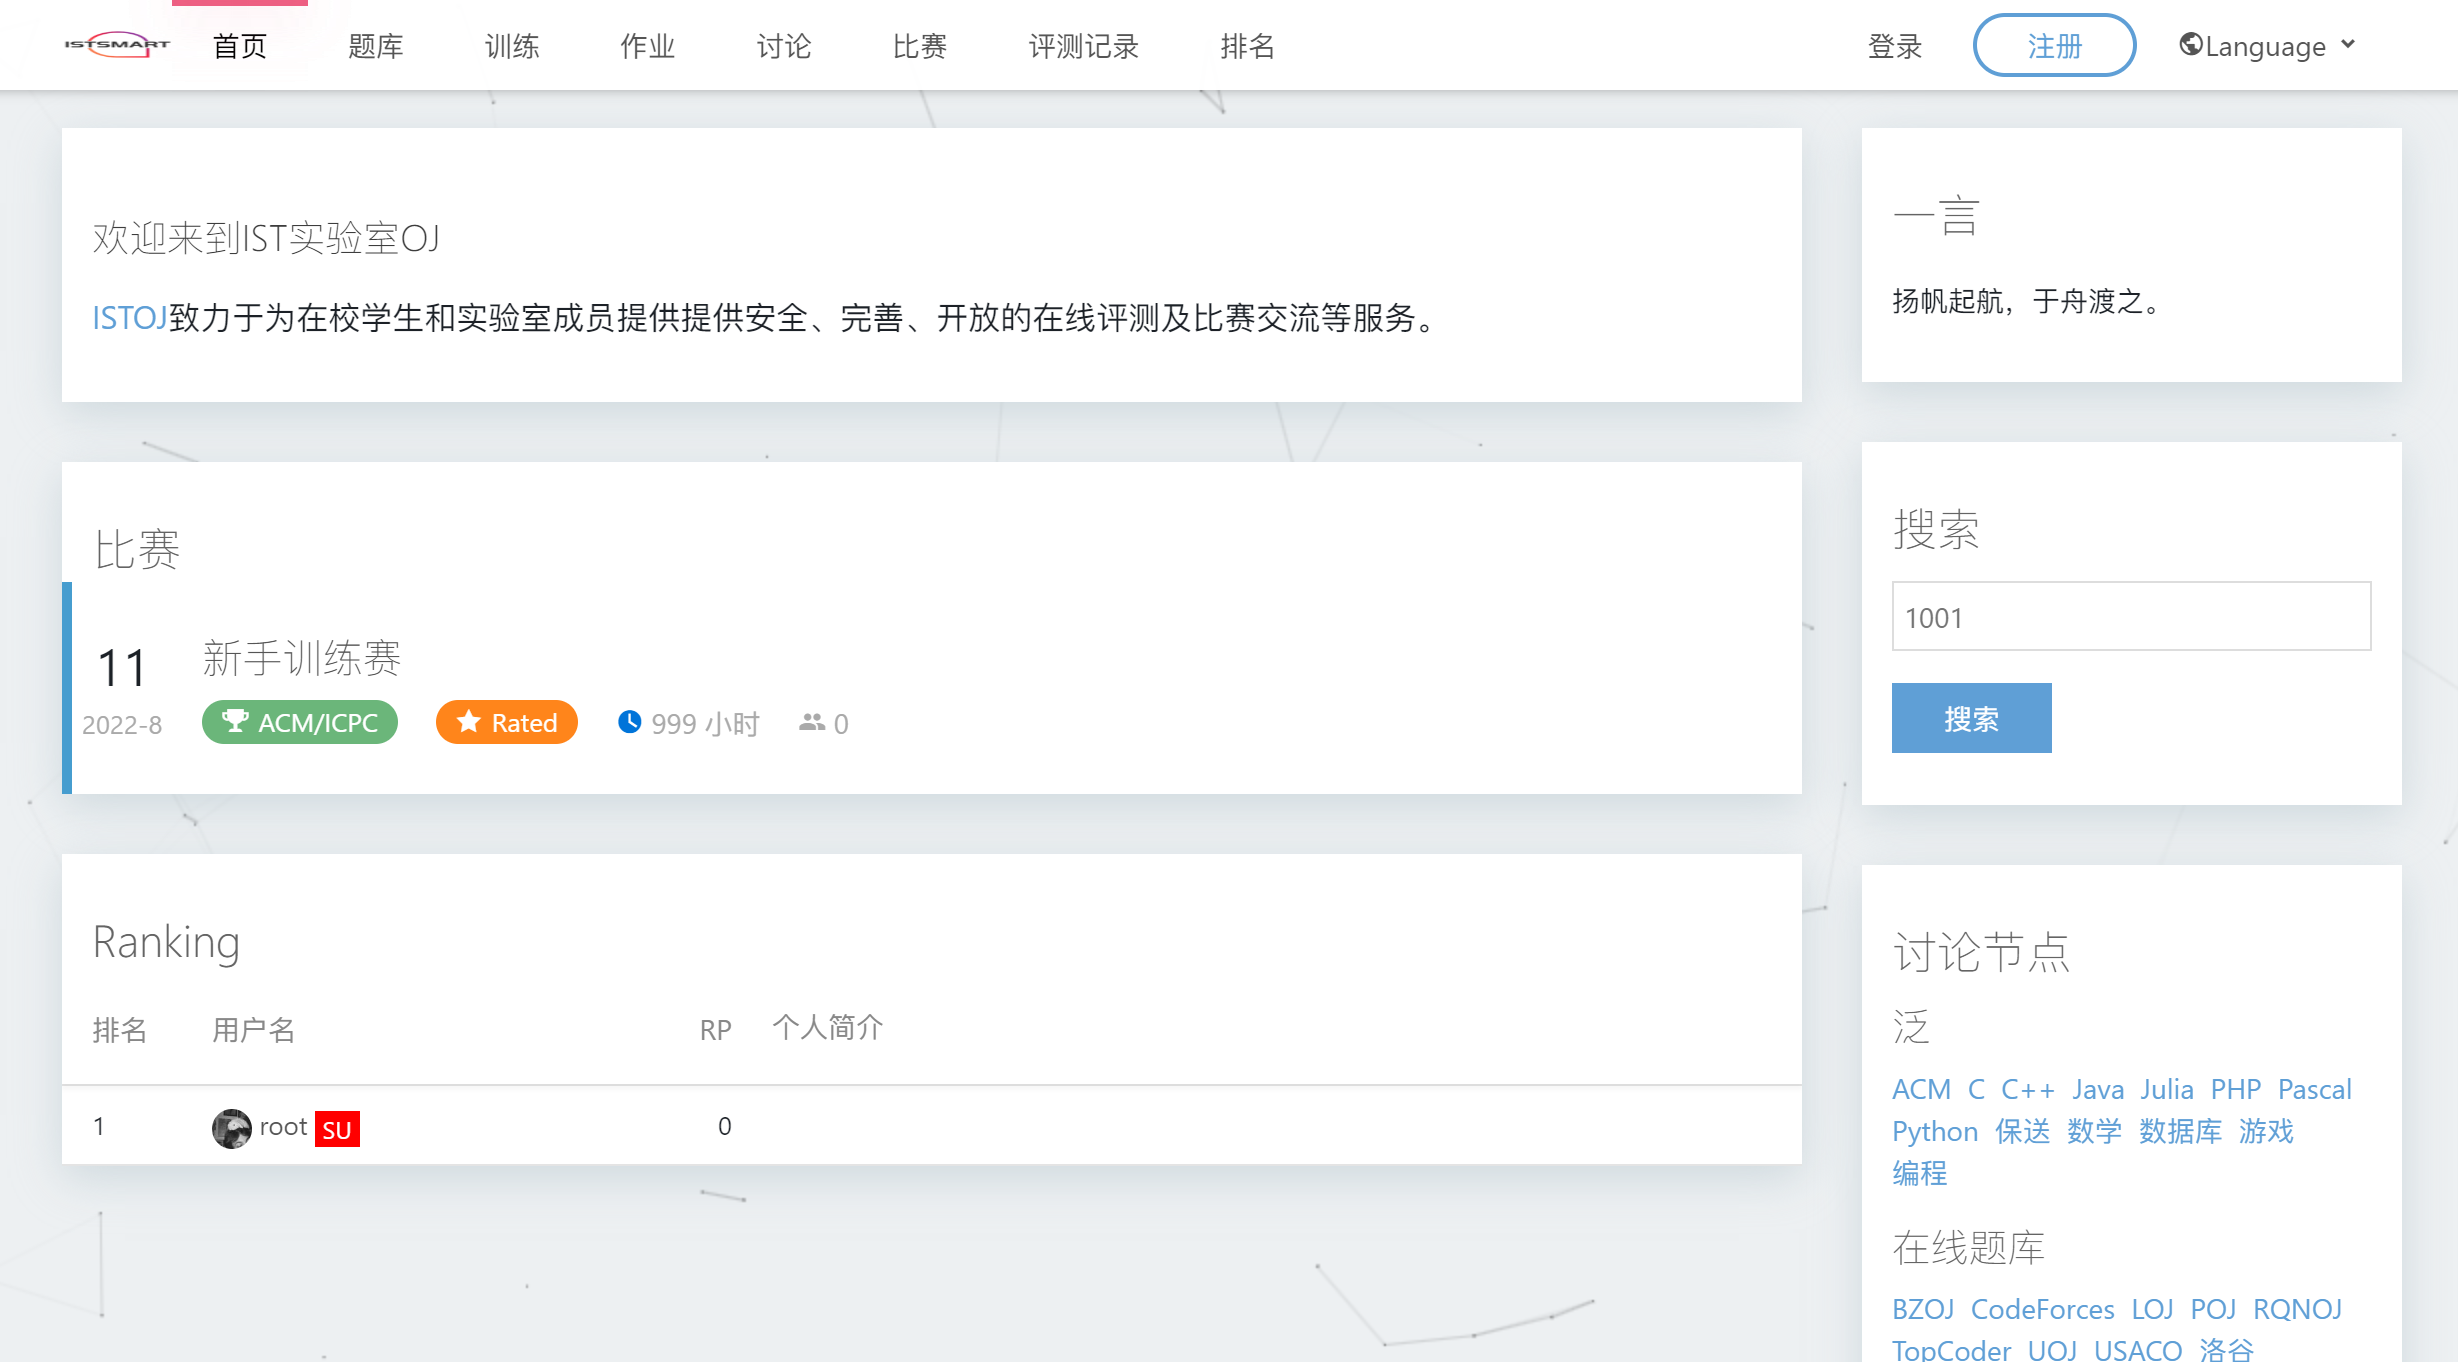 ISTSMART 首页 题库 训练 作业 讨论 比赛 评测记录 排名 登录 注册 Language
欢迎来到IST实验室OJ
ISTOJ致力于为在校学生和实验室成员提供提供安全、完善、开放的在线评测及比赛交流等服务。
比赛
11
2022-8
新手训练赛
ACM/ICPC Rated 999 小时 0
Ranking
排名 用户名 RP 个人简介
1 root SU 0
一言
扬帆起航，于舟渡之。
搜索
1001
搜索
讨论节点
泛
ACM C C++ Java Julia PHP Pascal
Python 保送 数学 数据库 游戏
编程
在线题库
BZOJ CodeForces LOJ POJ RQNOJ
TopCoder UOJ USACO 洛谷